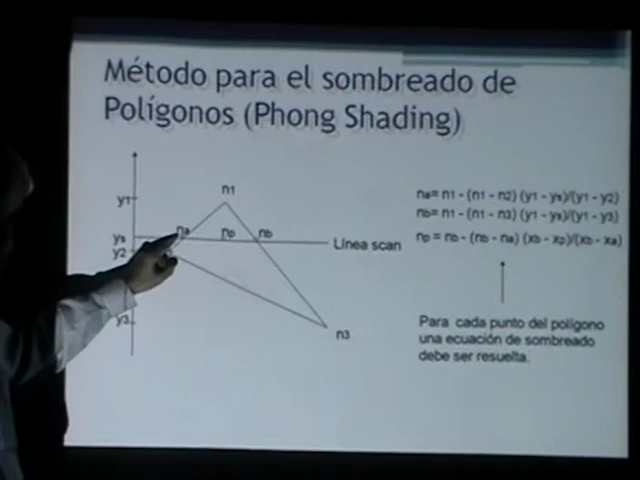 Método para el sombreado de
Polígonos (Phong Shading)
y1
n1
na
np
nb
ys
y2
Línea scan
y3
n3
na= n1 - (n1 - n2) (y1 - ys)/(y1 - y2)
nb= n1 - (n1 - n3) (y1 - ys)/(y1 - y3)
np = nb - (nb - na) (xb - xp)/(xb - xa)
Para cada punto del polígono
una ecuación de sombreado
debe ser resuelta.